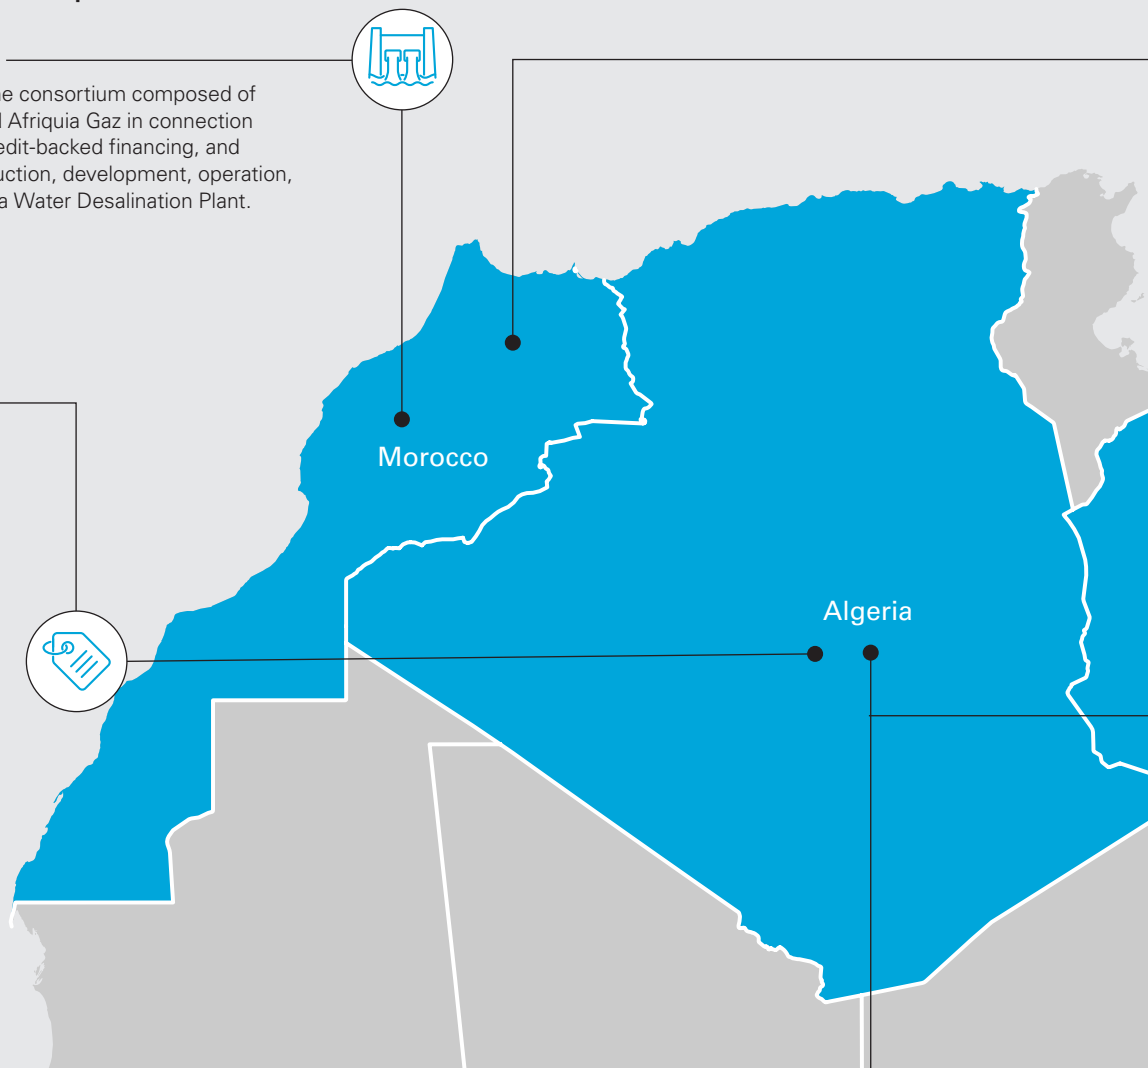 ne consortium composed of
l Afriquia Gaz in connection
edit-backed financing, and
uction, development, operation,
a Water Desalination Plant.
Morocco
Algeria